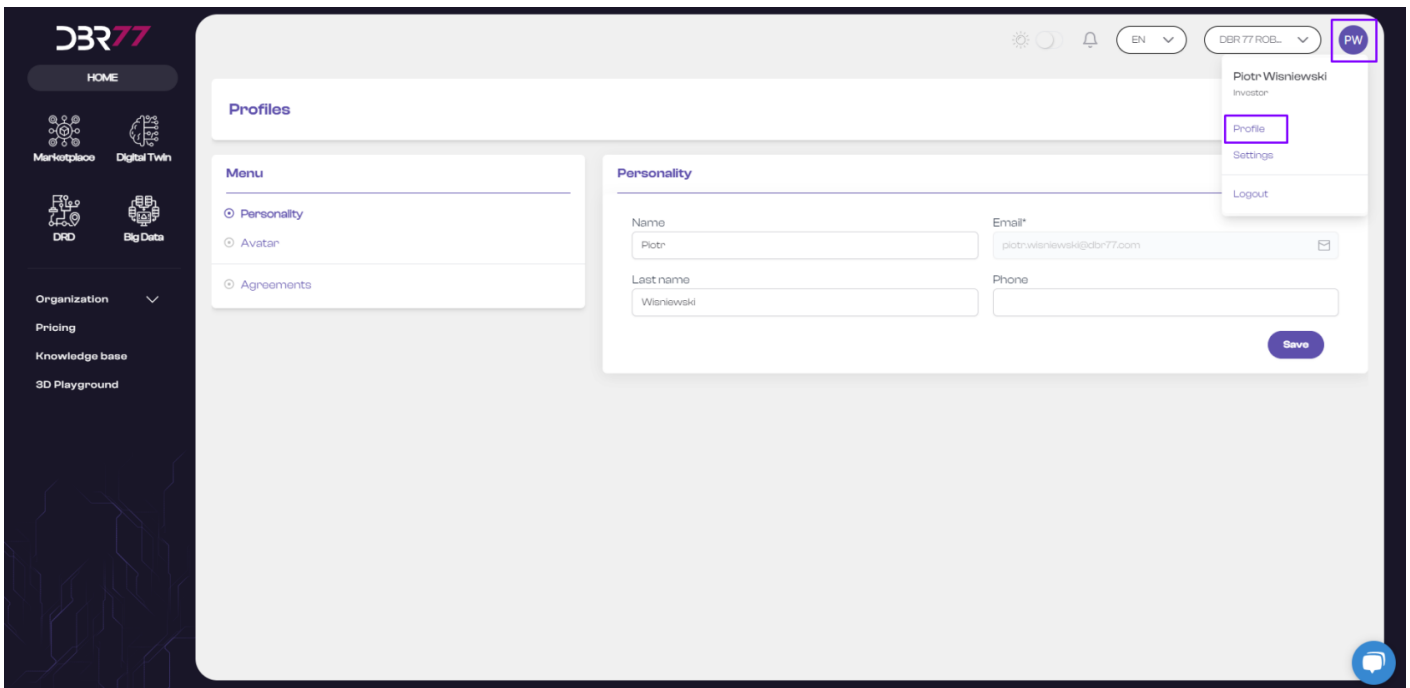 DBR77
EN
DBR 77 ROB...
PW
HOME
Piotr Wisniewski
Investor
Profile
Settings
Logout
Marketplace
Digital Twin
DRD
Big Data
Organization
Pricing
Knowledge base
3D Playground
Profiles
Menu
Personality
Avatar
Agreements
Personality
Name
Piotr
Email*
piotr.wisniewski@dbr77.com
Last name
Wisniewski
Phone
Save